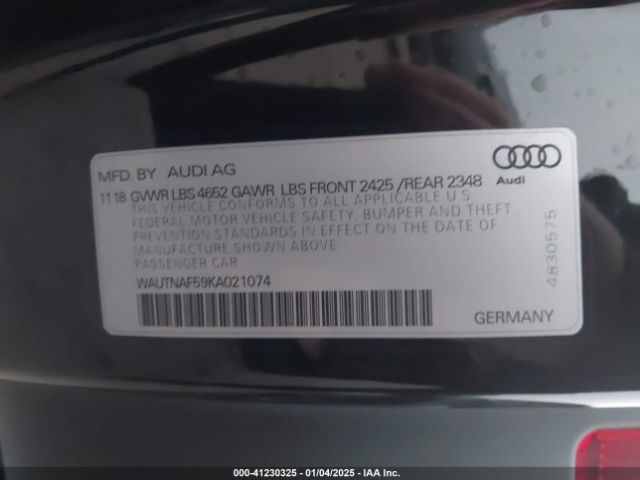 MFD. BY AUDI AG
11 18 GVWR LBS 4652 GAWR LBS FRONT 2425 /REAR 2348
Audi
THIS VEHICLE CONFORMS TO ALL APPLICABLE U S
FEDERAL MOTOR VEHICLE SAFETY, BUMPER AND THEFT
PREVENTION STANDARDS IN EFFECT ON THE DATE OF
MANUFACTURE SHOWN ABOVE
PASSENGER CAR
4830575
WAUTNAF59KA021074
GERMANY
00-41230325 - 01/04/2025 - IAA Inc.